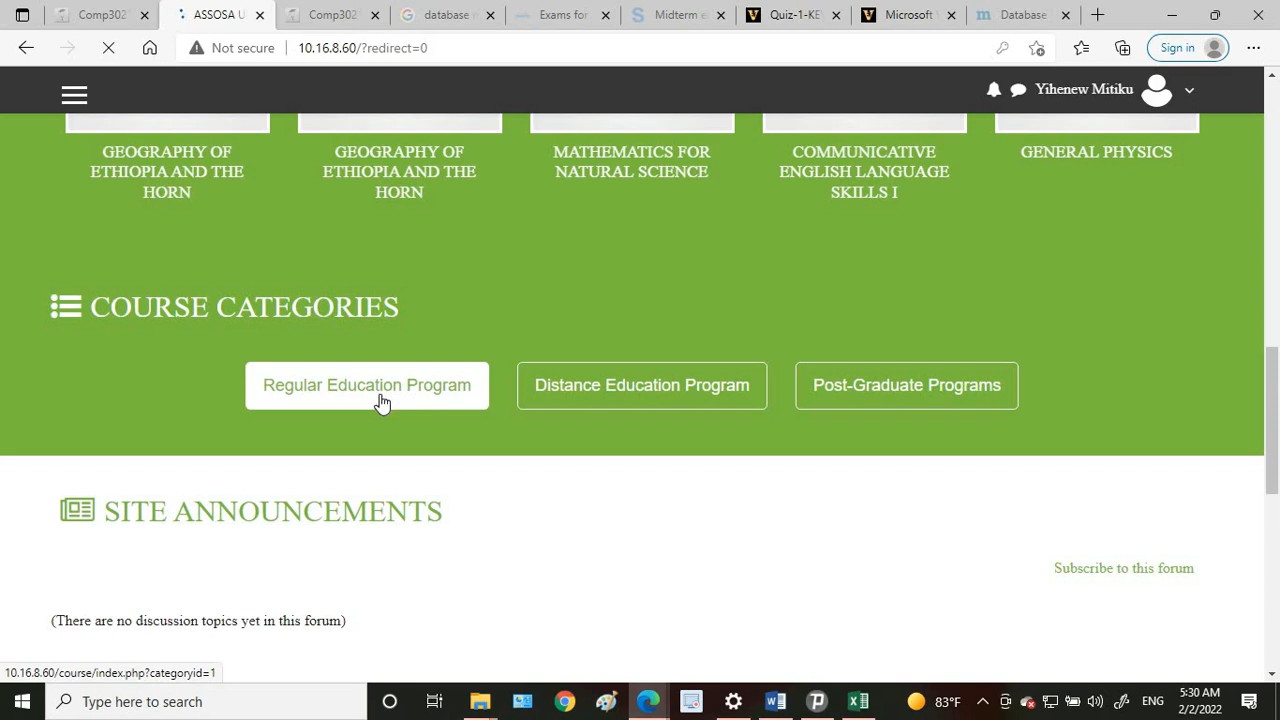 Comp302
ASSOSA U
Comp302
database n
Exams for
Midterm e
Quiz-1-KE
Microsoft V
Database
Not secure
10.16.8.60/?redirect=0
Sign in
Yihenew Mitiku
GEOGRAPHY OF
ETHIOPIA AND THE
HORN
GEOGRAPHY OF
ETHIOPIA AND THE
HORN
MATHEMATICS FOR
NATURAL SCIENCE
COMMUNICATIVE
ENGLISH LANGUAGE
SKILLS I
GENERAL PHYSICS
COURSE CATEGORIES
Regular Education Program
Distance Education Program
Post-Graduate Programs
SITE ANNOUNCEMENTS
Subscribe to this forum
(There are no discussion topics yet in this forum)
10.16.8.60/course/index.php?categoryid=1
Type here to search
83°F
ENG
5:30 AM
2/2/2022